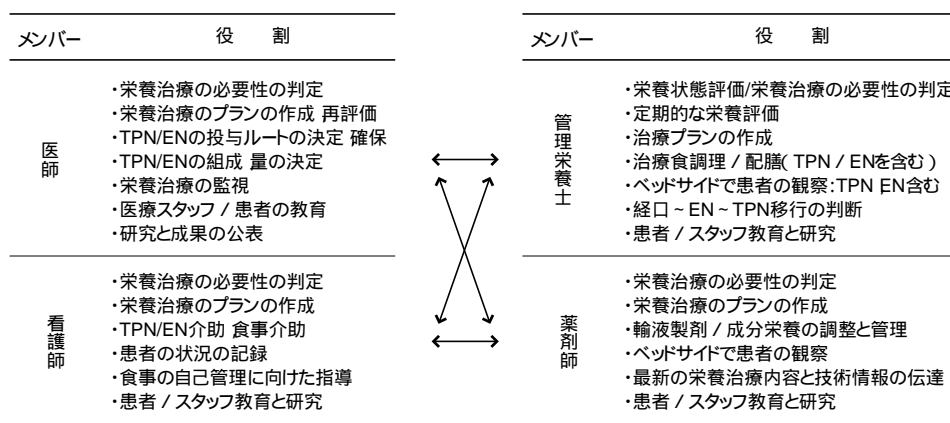 メンバー 役 割
医師
・栄養治療の必要性の判定
・栄養治療のプランの作成 再評価
・TPN/ENの投与ルートの決定 確保
・TPN/ENの組成 量の決定
・栄養治療の監視
・医療スタッフ / 患者の教育
・研究と成果の公表
看護師
・栄養治療の必要性の判定
・栄養治療のプランの作成
・TPN/EN介助 食事介助
・患者の状況の記録
・食事の自己管理に向けた指導
・患者 / スタッフ教育と研究
メンバー 役 割
管理栄養士
・栄養状態評価/栄養治療の必要性の判定
・定期的な栄養評価
・治療プランの作成
・治療食調理 / 配膳( TPN / ENを含む )
・ベッドサイドで患者の観察:TPN EN含む
・経口 ~ EN ~ TPN移行の判断
・患者 / スタッフ教育と研究
薬剤師
・栄養治療の必要性の判定
・栄養治療のプランの作成
・輸液製剤 / 成分栄養の調整と管理
・ベッドサイドで患者の観察
・最新の栄養治療内容と技術情報の伝達
・患者 / スタッフ教育と研究